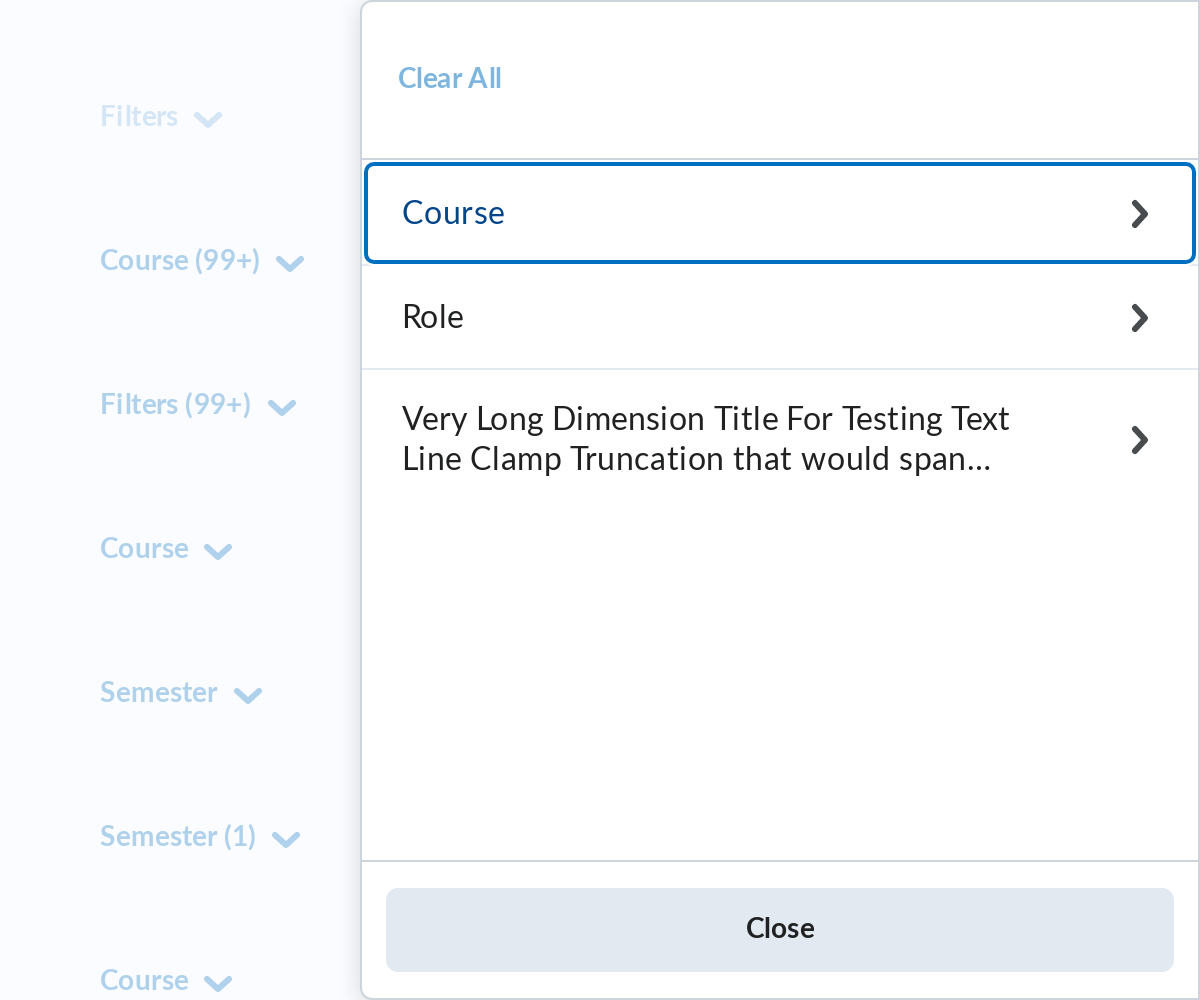 Filters
Course (99+)
Filters (99+)
Course
Semester
Semester (1)
Course
Clear All
Course
Role
Very Long Dimension Title For Testing Text
Line Clamp Truncation that would span...
Close